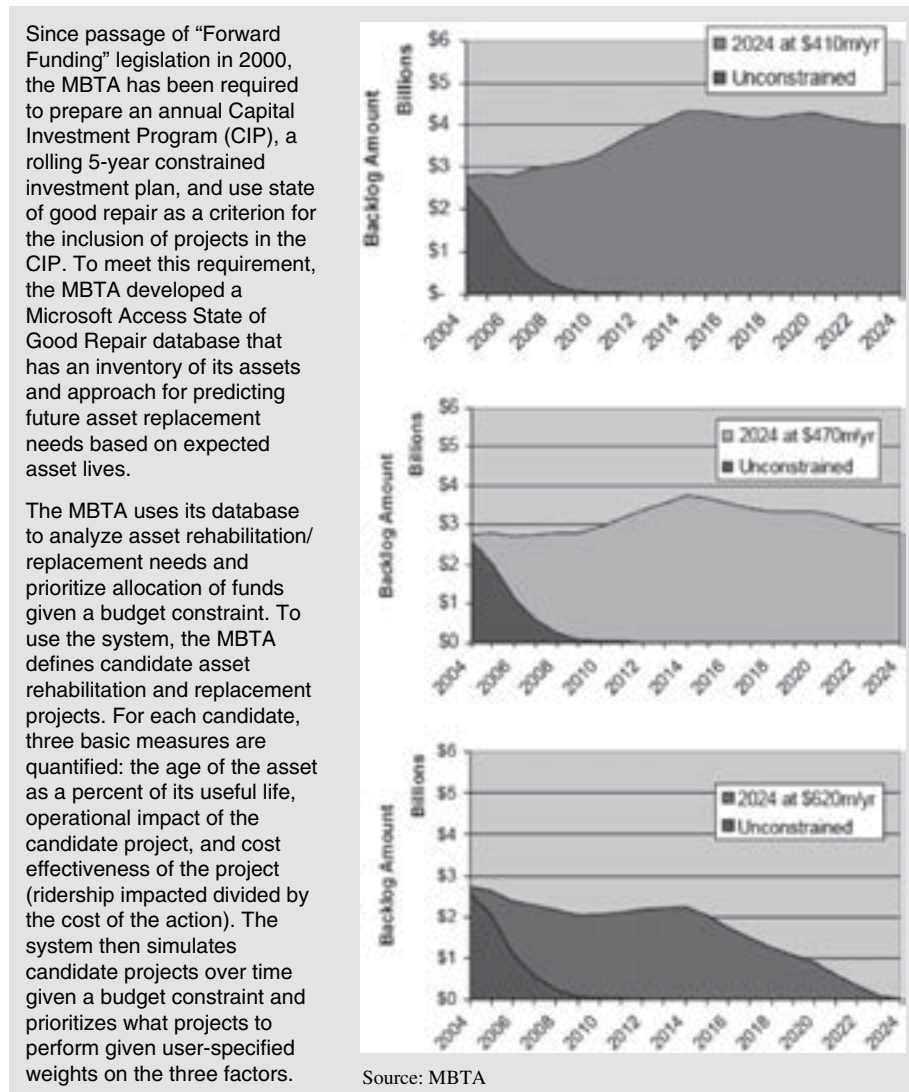 Since passage of “Forward
Funding” legislation in 2000,
the MBTA has been required
to prepare an annual Capital
Investment Program (CIP), a
rolling 5-year constrained
investment plan, and use state
of good repair as a criterion for
the inclusion of projects in the
CIP. To meet this requirement,
the MBTA developed a
Microsoft Access State of
Good Repair database that
has an inventory of its assets
and approach for predicting
future asset replacement
needs based on expected
asset lives.
The MBTA uses its database
to analyze asset rehabilitation/
replacement needs and
prioritize allocation of funds
given a budget constraint. To
use the system, the MBTA
defines candidate asset
rehabilitation and replacement
projects. For each candidate,
three basic measures are
quantified: the age of the asset
as a percent of its useful life,
operational impact of the
candidate project, and cost
effectiveness of the project
(ridership impacted divided by
the cost of the action). The
system then simulates
candidate projects over time
given a budget constraint and
prioritizes what projects to
perform given user-specified
weights on the three factors.
Backlog Amount
Billions
$6
$5
$4
$3
$2
$1
$-
2024 at $410m/yr
Unconstrained
2004 2006 2008 2010 2012 2014 2016 2018 2020 2022 2024
Backlog Amount
Billions
$6
$5
$4
$3
$2
$1
$0
2024 at $470m/yr
Unconstrained
2004 2006 2008 2010 2012 2014 2016 2018 2020 2022 2024
Backlog Amount
Billions
$6
$5
$4
$3
$2
$1
$0
2024 at $620m/yr
Unconstrained
2004 2006 2008 2010 2012 2014 2016 2018 2020 2022 2024
Source: MBTA